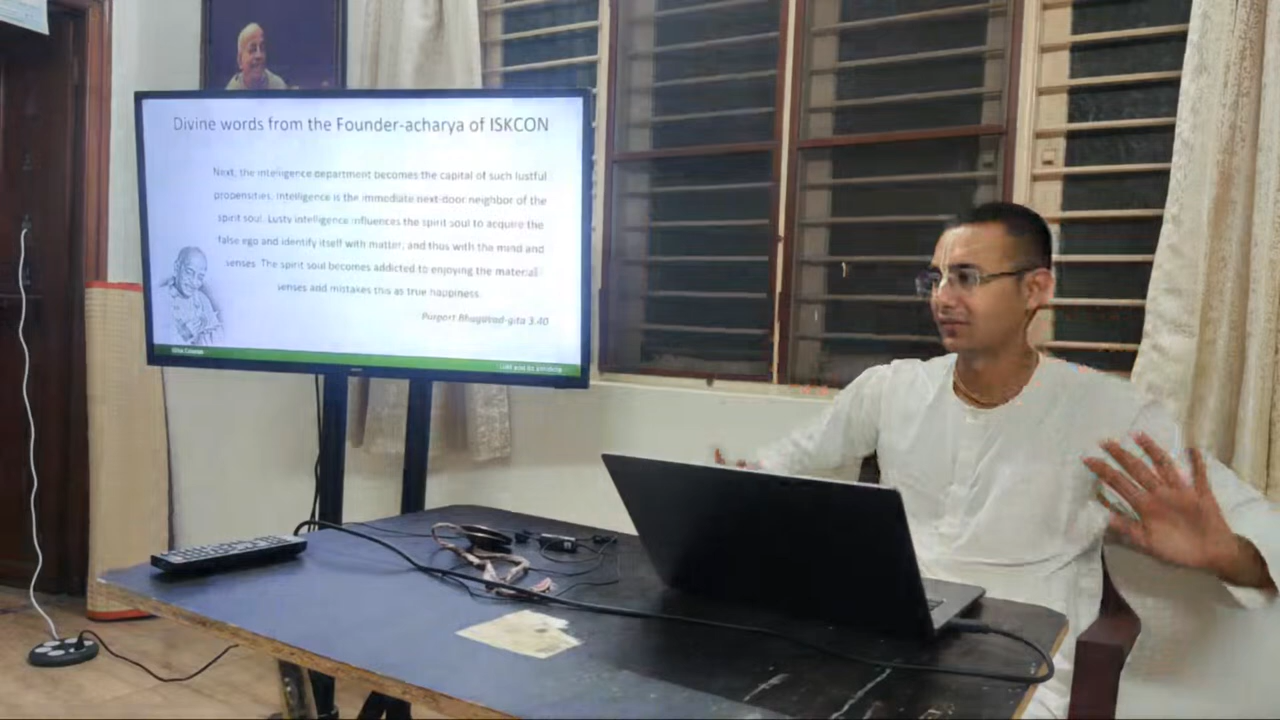 Divine words from the Founder-acharya of ISKCON
Next, the intelligence department becomes the capital of such lustful
propensities. Intelligence is the immediate next-door neighbor of the
spirit soul. Lusty intelligence influences the spirit soul to acquire the
false ego and identify itself with matter, and thus with the mind and
senses. The spirit soul becomes addicted to enjoying the material
senses and mistakes this as true happiness.
Purport Bhagavad-gita 3.40